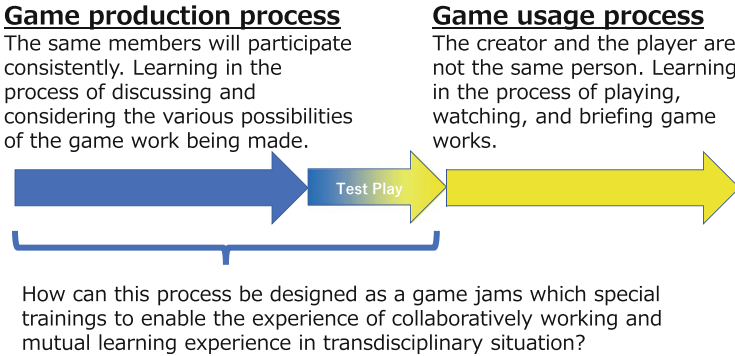 Game production process
The same members will participate
consistently. Learning in the
process of discussing and
considering the various possibilities
of the game work being made.
Game usage process
The creator and the player are
not the same person. Learning
in the process of playing,
watching, and briefing game
works.
Test Play
How can this process be designed as a game jams which special
trainings to enable the experience of collaboratively working and
mutual learning experience in transdisciplinary situation?